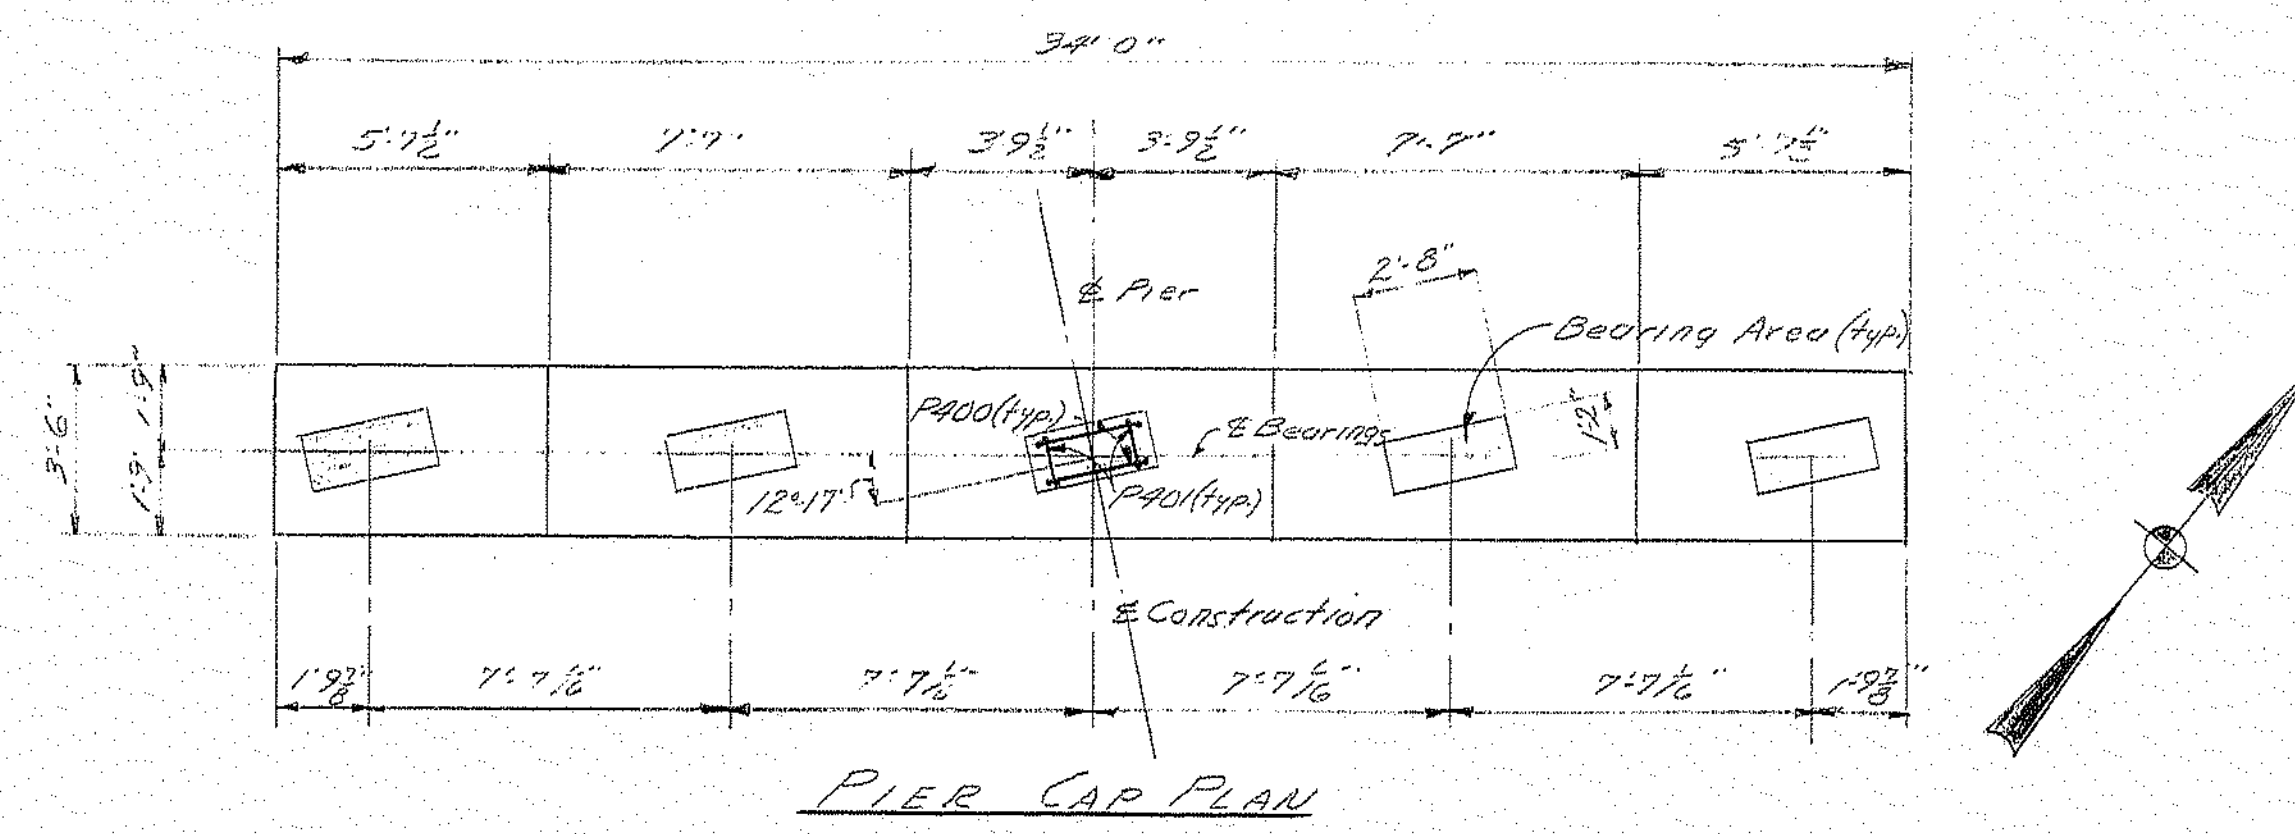 34'-0"
5'-7½" 7'-7" 3'-9½" 3'-9½" 7'-7" 5'-7½"
2'-8"
℄ Pier
Bearing Area (typ.)
3'-6"
1'-9" 1'-9"
P400 (typ.)
℄ Bearings
1'-2"
12°-17'
P401 (typ.)
℄ Construction
1'-9⅞" 7'-7 1/16" 7'-7 1/16" 7'-7 1/16" 7'-7 1/16" 1'-9⅞"
PIER CAP PLAN